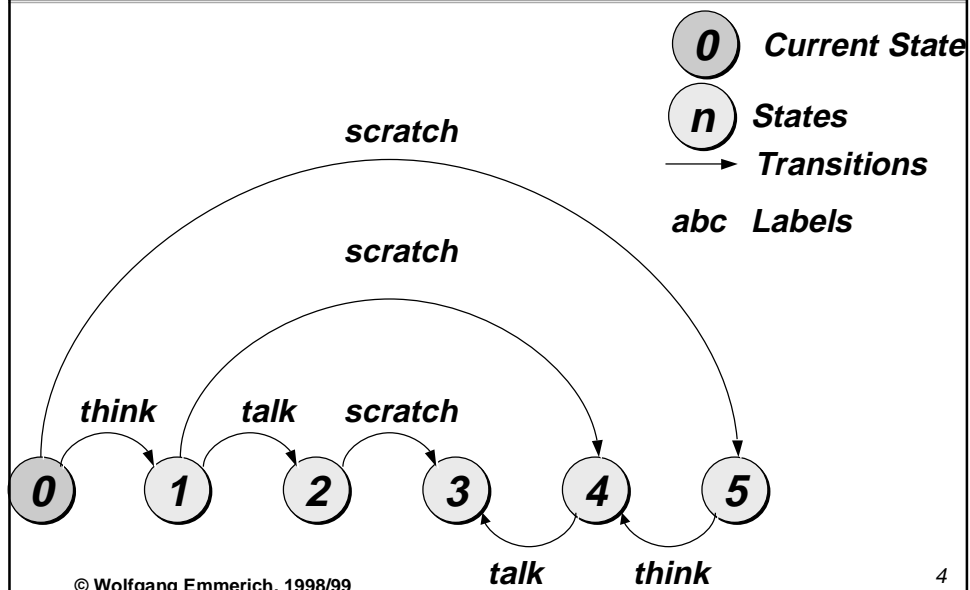 0 Current State
n States
Transitions
abc Labels
scratch
scratch
think talk scratch
0 1 2 3 4 5
talk think
© Wolfgang Emmerich, 1998/99
4